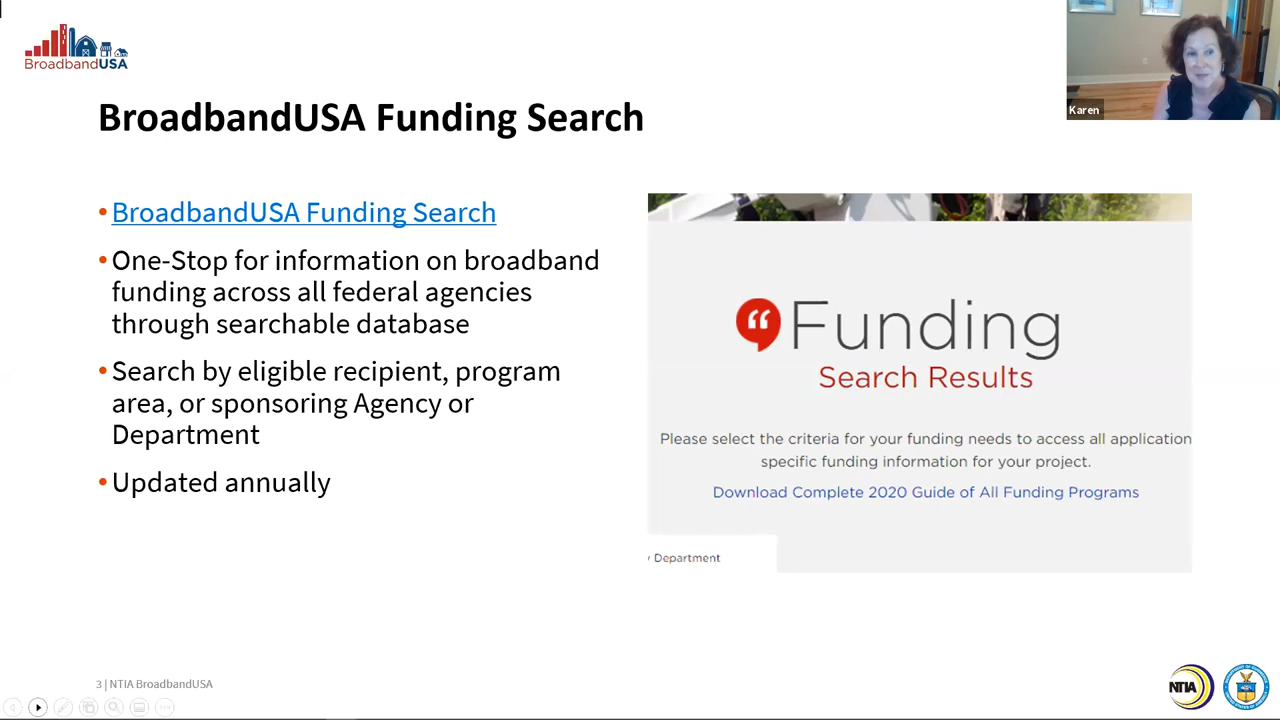 BroadbandUSA
Karen
BroadbandUSA Funding Search
• BroadbandUSA Funding Search
• One-Stop for information on broadband
funding across all federal agencies
through searchable database
• Search by eligible recipient, program
area, or sponsoring Agency or
Department
• Updated annually
Funding
Search Results
Please select the criteria for your funding needs to access all application
specific funding information for your project.
Download Complete 2020 Guide of All Funding Programs
Department
3 | NTIA BroadbandUSA
NTIA